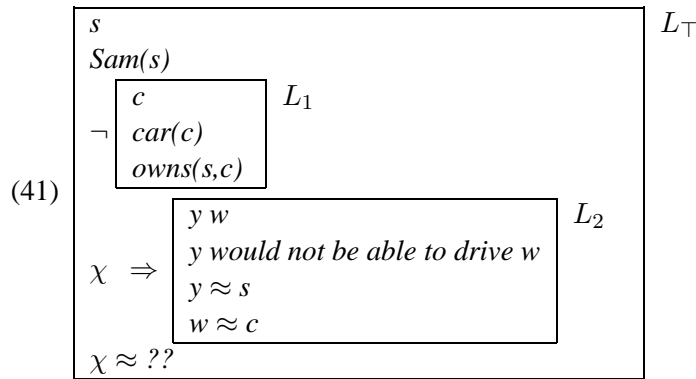 s L⊤
Sam(s)
c L1
¬ car(c)
owns(s,c)
(41)
y w L2
y would not be able to drive w
χ ⇒
y ≈ s
w ≈ c
χ ≈ ??